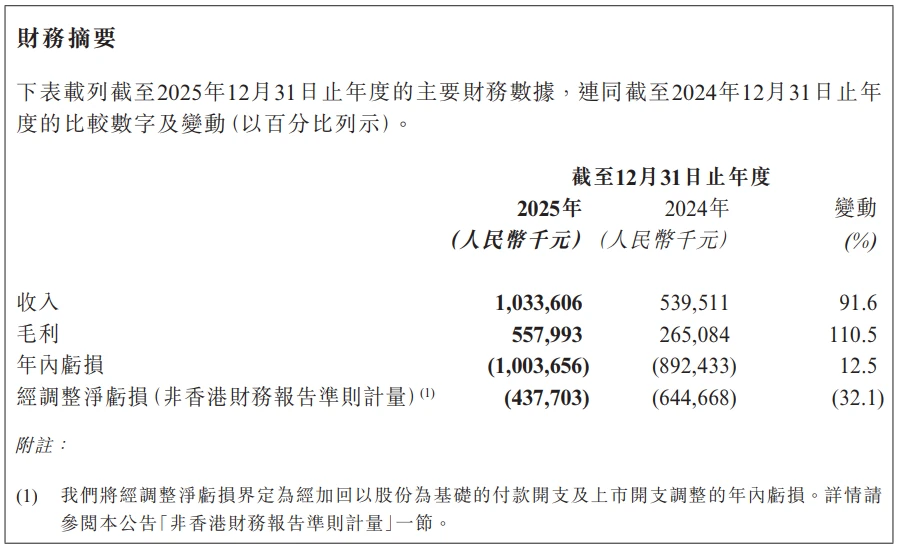 財務摘要
下表載列截至2025年12月31日止年度的主要財務數據，連同截至2024年12月31日止年
度的比較數字及變動（以百分比列示）。
截至12月31日止年度
2025年 2024年 變動
（人民幣千元） （人民幣千元） (%)
收入 1,033,606 539,511 91.6
毛利 557,993 265,084 110.5
年內虧損 (1,003,656) (892,433) 12.5
經調整淨虧損（非香港財務報告準則計量）(1) (437,703) (644,668) (32.1)
附註：
(1) 我們將經調整淨虧損界定為經加回以股份為基礎的付款開支及上市開支調整的年內虧損。詳情請
參閱本公告「非香港財務報告準則計量」一節。